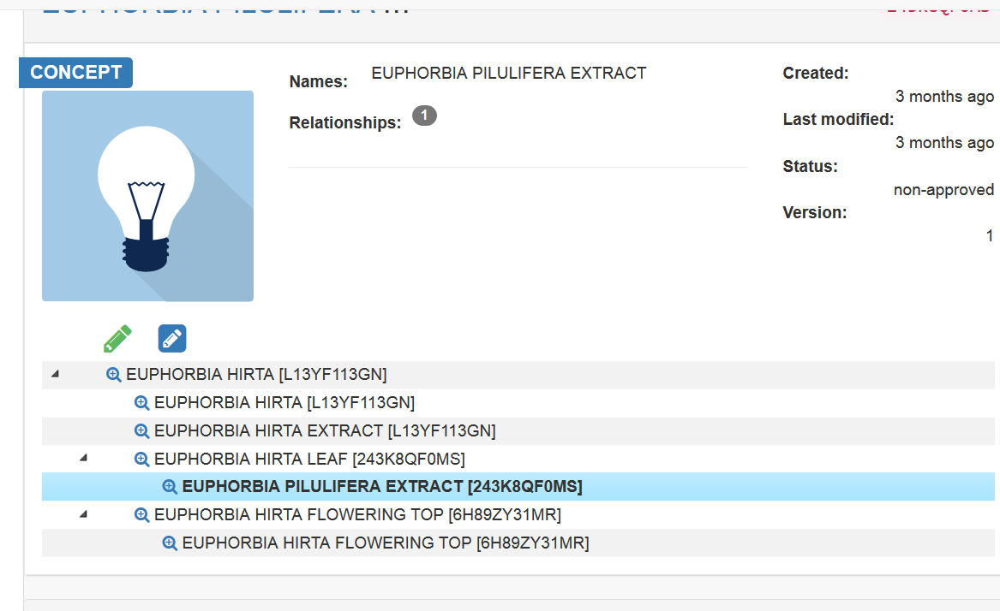 CONCEPT
Names: EUPHORBIA PILULIFERA EXTRACT
Relationships: 1
Created:
3 months ago
Last modified:
3 months ago
Status:
non-approved
Version:
1
EUPHORBIA HIRTA [L13YF113GN]
EUPHORBIA HIRTA [L13YF113GN]
EUPHORBIA HIRTA EXTRACT [L13YF113GN]
EUPHORBIA HIRTA LEAF [243K8QF0MS]
EUPHORBIA PILULIFERA EXTRACT [243K8QF0MS]
EUPHORBIA HIRTA FLOWERING TOP [6H89ZY31MR]
EUPHORBIA HIRTA FLOWERING TOP [6H89ZY31MR]